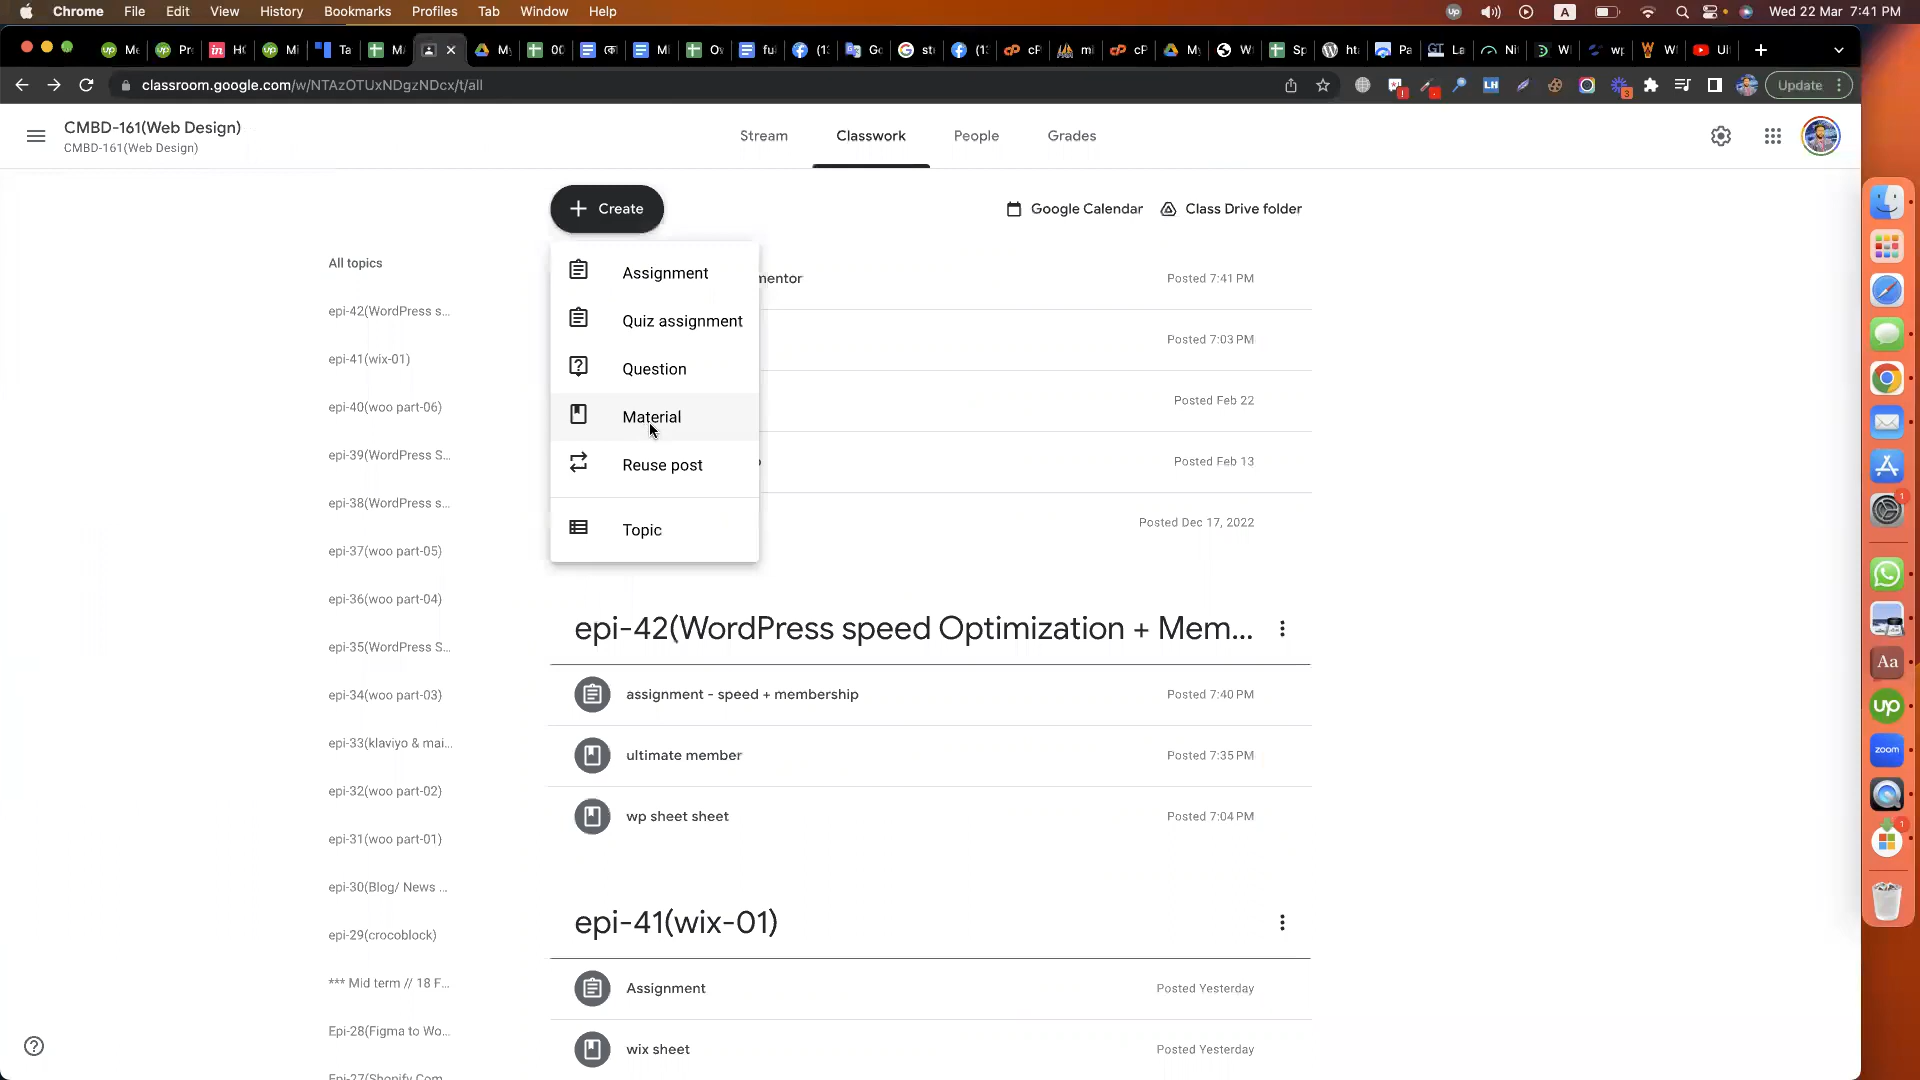 Chrome File Edit View History Bookmarks Profiles Tab Window Help
A Wed 22 Mar 7:41 PM
classroom.google.com/w/NTAzOTUxNDgzNDcx/t/all
Update
CMBD-161(Web Design)
CMBD-161(Web Design)
Stream Classwork People Grades
Create
Google Calendar Class Drive folder
All topics
epi-42(WordPress s...
epi-41(wix-01)
epi-40(woo part-06)
epi-39(WordPress S...
epi-38(WordPress s...
epi-37(woo part-05)
epi-36(woo part-04)
epi-35(WordPress S...
epi-34(woo part-03)
epi-33(klaviyo & mai...
epi-32(woo part-02)
epi-31(woo part-01)
epi-30(Blog/ News ...
epi-29(crocoblock)
*** Mid term // 18 F...
Epi-28(Figma to Wo...
Epi-27(Shopify Com
Assignment
Quiz assignment
Question
Material
Reuse post
Topic
mentor Posted 7:41 PM
Posted 7:03 PM
Posted Feb 22
Posted Feb 13
Posted Dec 17, 2022
epi-42(WordPress speed Optimization + Mem...
assignment - speed + membership Posted 7:40 PM
ultimate member Posted 7:35 PM
wp sheet sheet Posted 7:04 PM
epi-41(wix-01)
Assignment Posted Yesterday
wix sheet Posted Yesterday
Aa
up
zoom